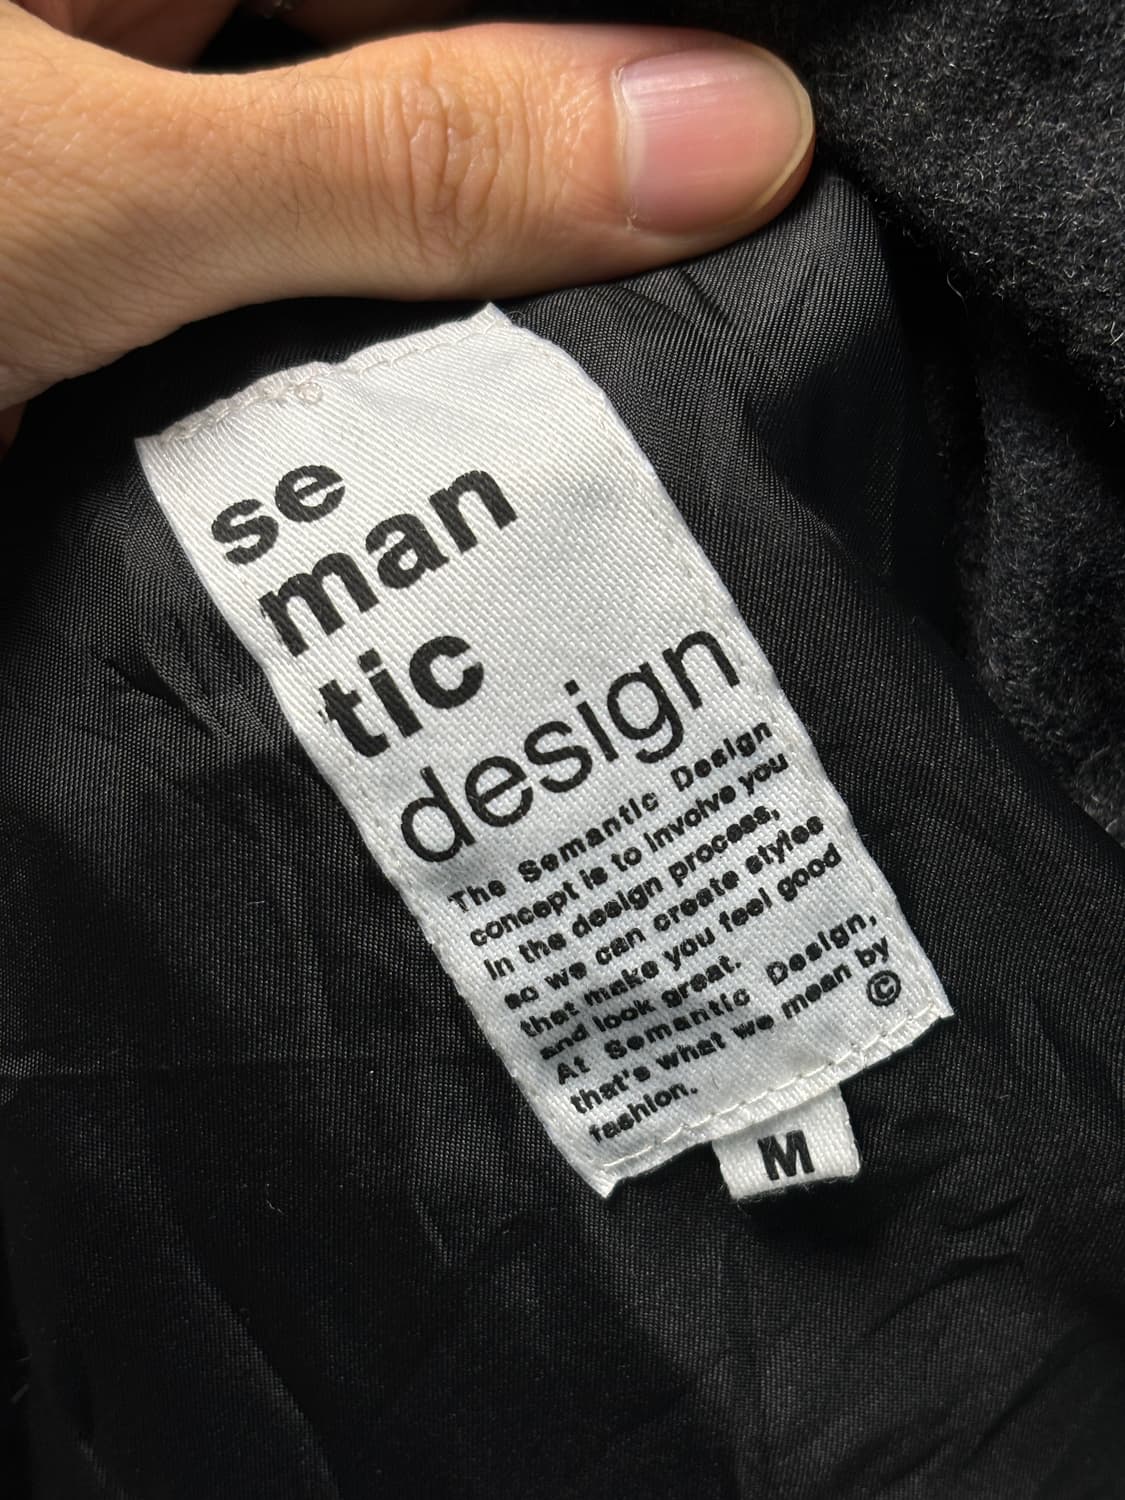 se
man
tic
design
The Semantic Design
concept is to involve you
in the design process,
so we can create styles
that make you feel good
and look great.
At Semantic Design,
that's what we mean by
fashion. ©
M